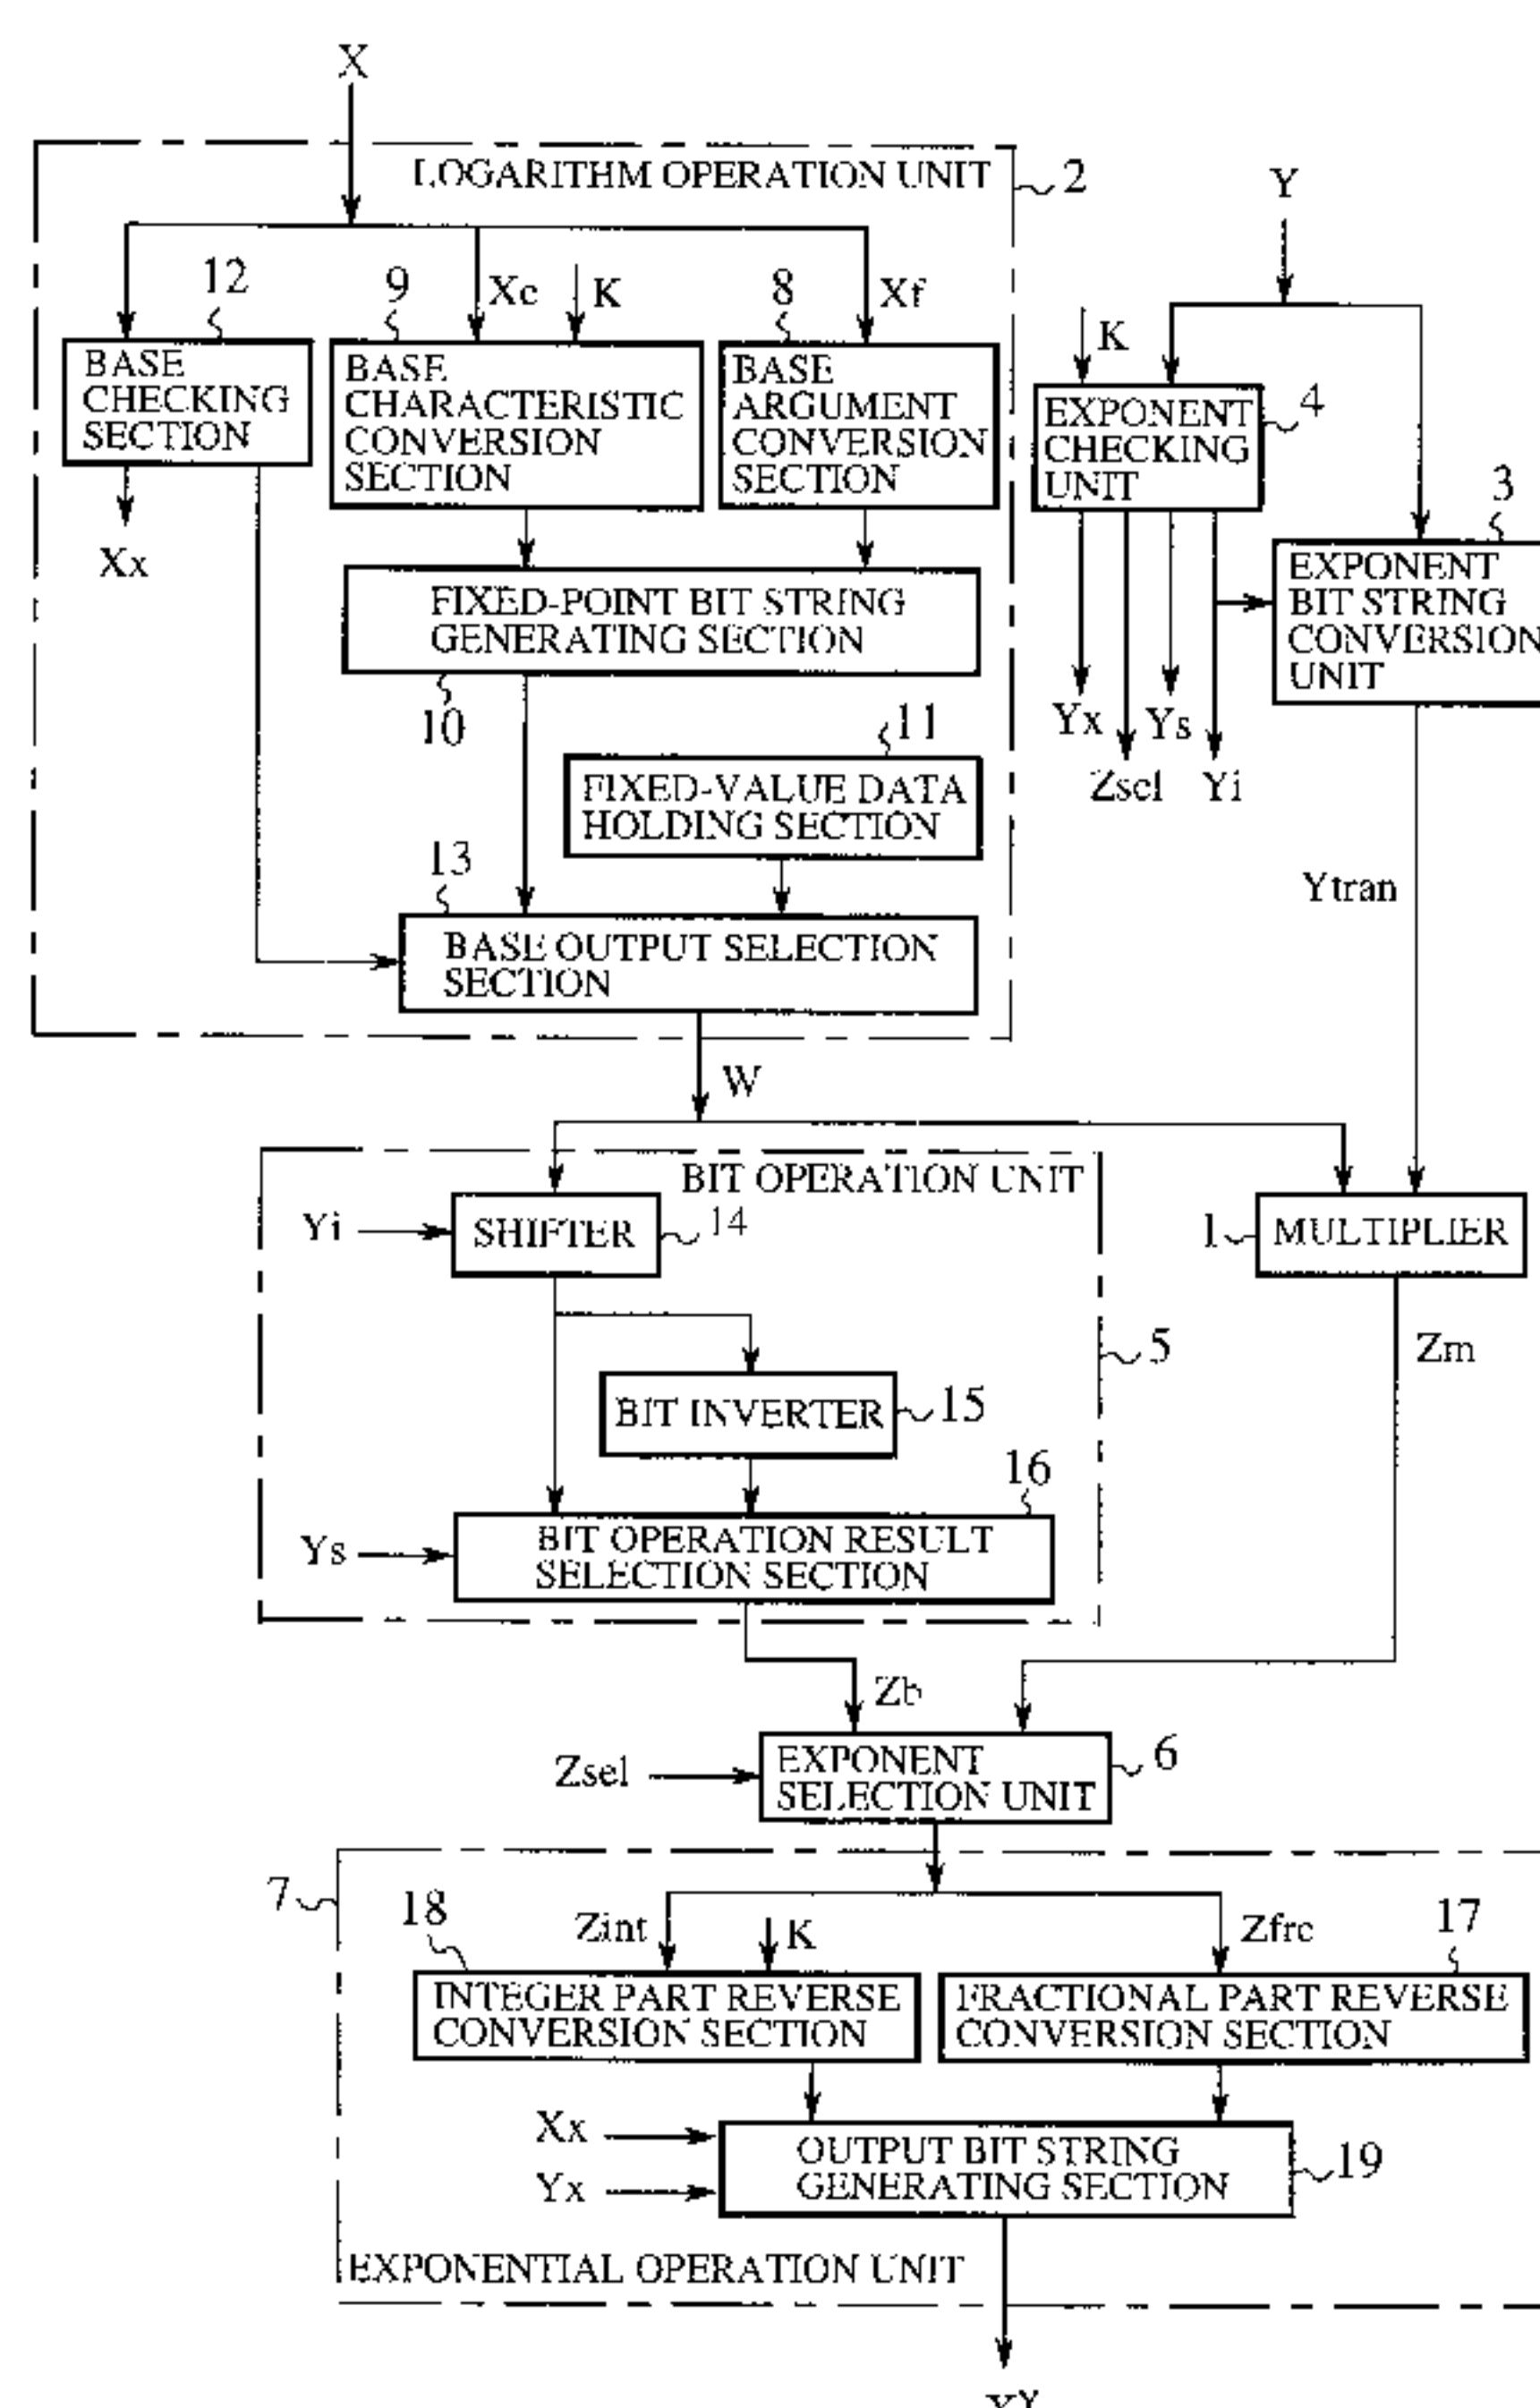 X
LOGARITHM OPERATION UNIT
2
Y
12
9
Xe
K
8
Xf
K
BASE
CHECKING
SECTION
BASE
CHARACTERISTIC
CONVERSION
SECTION
BASE
ARGUMENT
CONVERSION
SECTION
EXPONENT
CHECKING
UNIT
4
3
Xx
FIXED-POINT BIT STRING
GENERATING SECTION
EXPONENT
BIT STRING
CONVERSION
UNIT
10
11
Yx
Ys
Zsel
Yi
FIXED-VALUE DATA
HOLDING SECTION
13
Ytran
BASE OUTPUT SELECTION
SECTION
W
BIT OPERATION UNIT
Yi
SHIFTER
14
1
MULTIPLIER
5
Zm
BIT INVERTER
15
16
Ys
BIT OPERATION RESULT
SELECTION SECTION
Zb
Zsel
EXPONENT
SELECTION UNIT
6
7
18
Zint
K
Zfrc
17
INTEGER PART REVERSE
CONVERSION SECTION
FRACTIONAL PART REVERSE
CONVERSION SECTION
Xx
Yx
OUTPUT BIT STRING
GENERATING SECTION
19
EXPONENTIAL OPERATION UNIT
X^Y